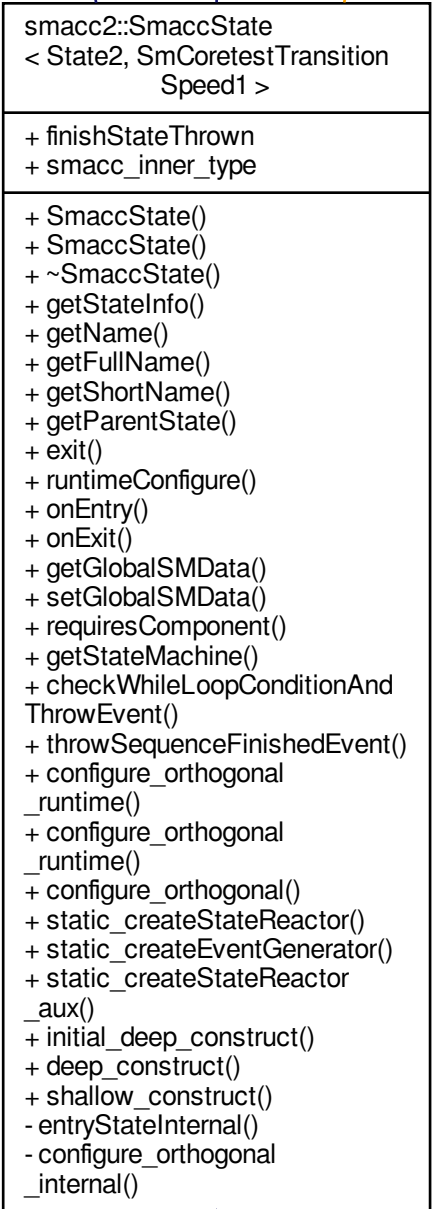 smacc2::SmaccState
< State2, SmCoretestTransition
Speed1 >
+ finishStateThrown
+ smacc_inner_type
+ SmaccState()
+ SmaccState()
+ ~SmaccState()
+ getStateInfo()
+ getName()
+ getFullName()
+ getShortName()
+ getParentState()
+ exit()
+ runtimeConfigure()
+ onEntry()
+ onExit()
+ getGlobalSMData()
+ setGlobalSMData()
+ requiresComponent()
+ getStateMachine()
+ checkWhileLoopConditionAnd
ThrowEvent()
+ throwSequenceFinishedEvent()
+ configure_orthogonal
_runtime()
+ configure_orthogonal
_runtime()
+ configure_orthogonal()
+ static_createStateReactor()
+ static_createEventGenerator()
+ static_createStateReactor
_aux()
+ initial_deep_construct()
+ deep_construct()
+ shallow_construct()
- entryStateInternal()
- configure_orthogonal
_internal()